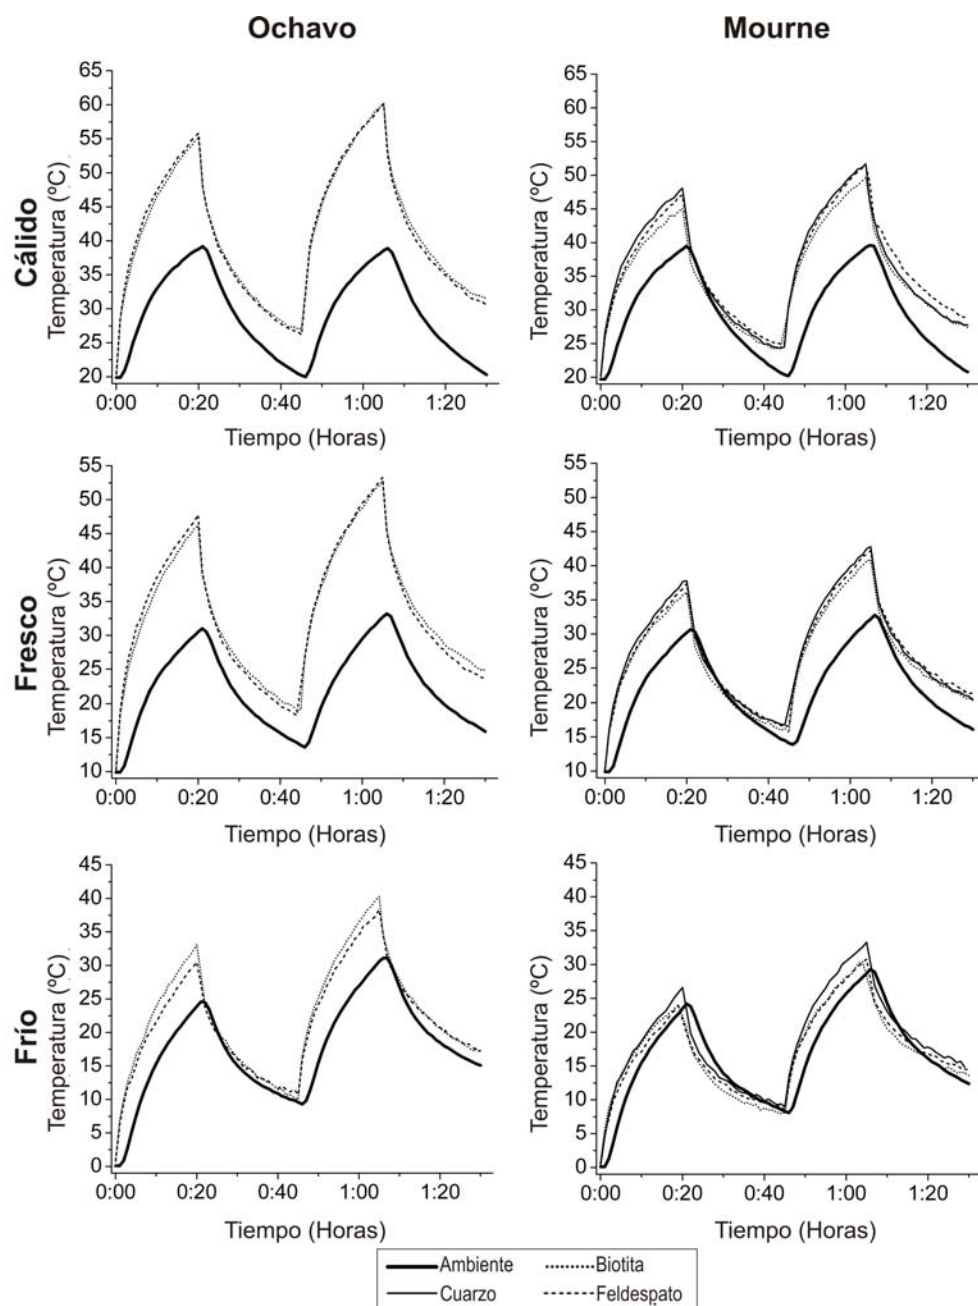 Ochavo
Mourne
Cálido
Temperatura (ºC)
65
60
55
50
45
40
35
30
25
20
0:00 0:20 0:40 1:00 1:20
Tiempo (Horas)
Temperatura (ºC)
65
60
55
50
45
40
35
30
25
20
0:00 0:20 0:40 1:00 1:20
Tiempo (Horas)
Fresco
Temperatura (ºC)
55
50
45
40
35
30
25
20
15
10
0:00 0:20 0:40 1:00 1:20
Tiempo (Horas)
Temperatura (ºC)
55
50
45
40
35
30
25
20
15
10
0:00 0:20 0:40 1:00 1:20
Tiempo (Horas)
Frío
Temperatura (ºC)
45
40
35
30
25
20
15
10
5
0
0:00 0:20 0:40 1:00 1:20
Tiempo (Horas)
Temperatura (ºC)
45
40
35
30
25
20
15
10
5
0
0:00 0:20 0:40 1:00 1:20
Tiempo (Horas)
Ambiente Biotita
Cuarzo Feldespato